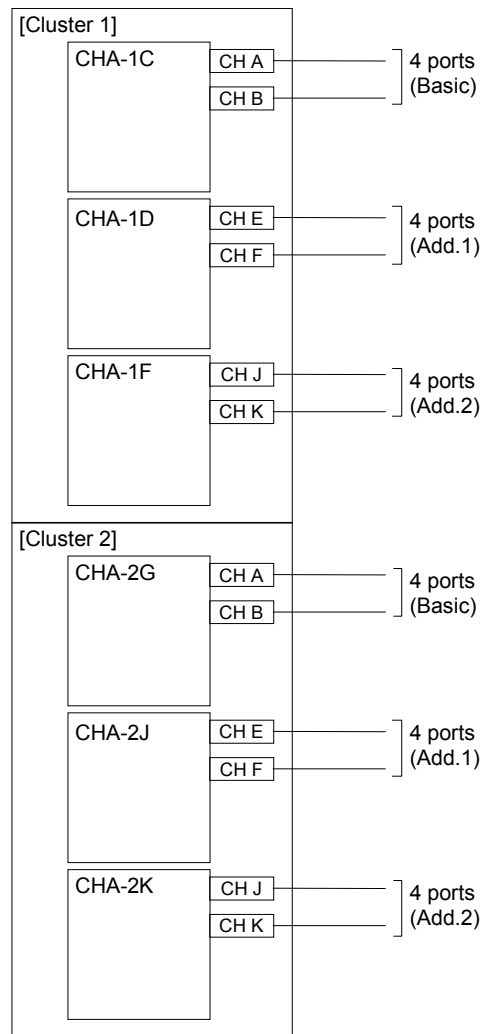 [Cluster 1]
CHA-1C
CH A
4 ports
CH B
(Basic)
CHA-1D
CH E
4 ports
CH F
(Add.1)
CHA-1F
CH J
4 ports
CH K
(Add.2)
[Cluster 2]
CHA-2G
CH A
4 ports
CH B
(Basic)
CHA-2J
CH E
4 ports
CH F
(Add.1)
CHA-2K
CH J
4 ports
CH K
(Add.2)